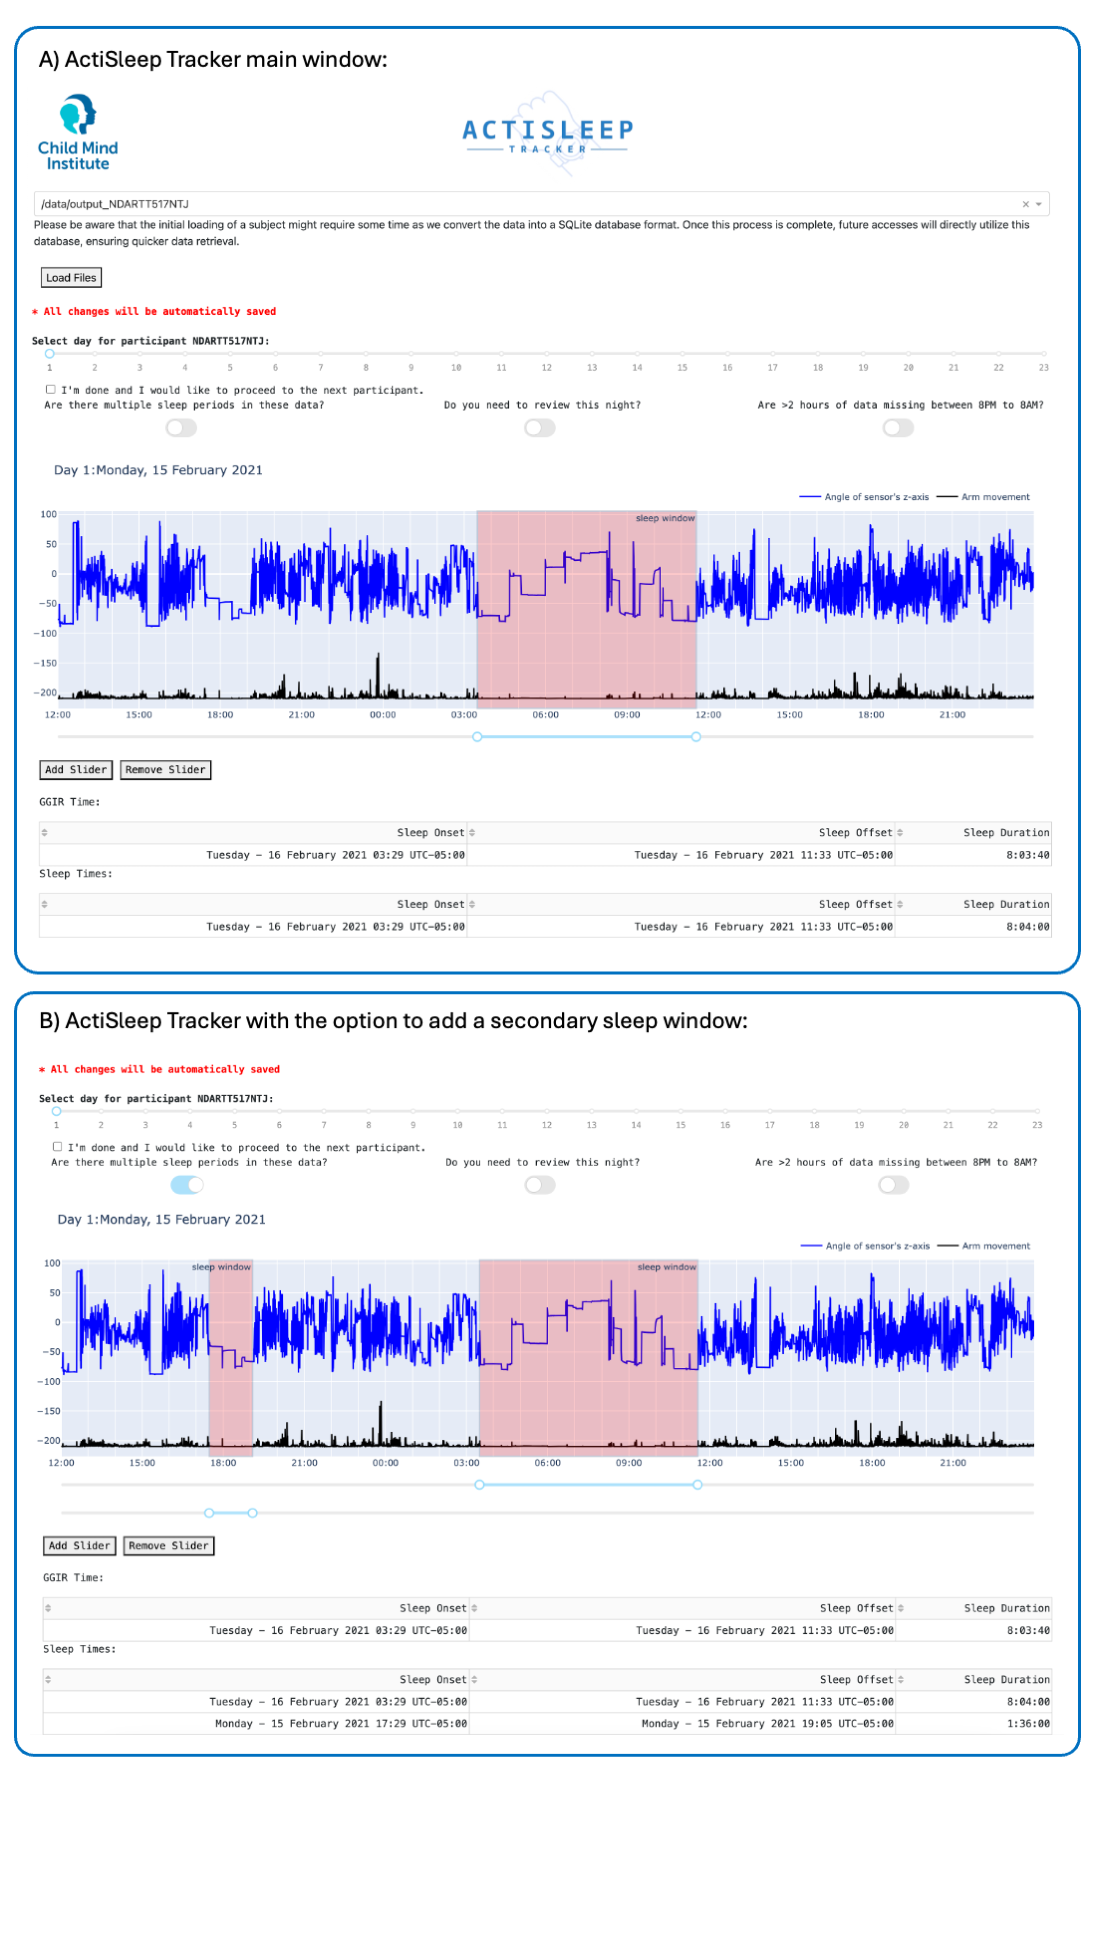 A) ActiSleep Tracker main window:
Child Mind
Institute
ACTISLEEP
TRACKER
/data/output_NDARTT517NTJ
Please be aware that the initial loading of a subject might require some time as we convert the data into a SQLite database format. Once this process is complete, future accesses will directly utilize this
database, ensuring quicker data retrieval.
Load Files
* All changes will be automatically saved
Select day for participant NDARTT517NTJ:
1 2 3 4 5 6 7 8 9 10 11 12 13 14 15 16 17 18 19 20 21 22 23
I'm done and I would like to proceed to the next participant.
Are there multiple sleep periods in these data? Do you need to review this night? Are >2 hours of data missing between 8PM to 8AM?
Day 1:Monday, 15 February 2021
Angle of sensor's z-axis Arm movement
sleep window
100
50
0
−50
−100
−150
−200
12:00 15:00 18:00 21:00 00:00 03:00 06:00 09:00 12:00 15:00 18:00 21:00
Add Slider Remove Slider
GGIR Time:
Sleep Onset Sleep Offset Sleep Duration
Tuesday - 16 February 2021 03:29 UTC-05:00 Tuesday - 16 February 2021 11:33 UTC-05:00 8:03:40
Sleep Times:
Sleep Onset Sleep Offset Sleep Duration
Tuesday - 16 February 2021 03:29 UTC-05:00 Tuesday - 16 February 2021 11:33 UTC-05:00 8:04:00
B) ActiSleep Tracker with the option to add a secondary sleep window:
* All changes will be automatically saved
Select day for participant NDARTT517NTJ:
1 2 3 4 5 6 7 8 9 10 11 12 13 14 15 16 17 18 19 20 21 22 23
I'm done and I would like to proceed to the next participant.
Are there multiple sleep periods in these data? Do you need to review this night? Are >2 hours of data missing between 8PM to 8AM?
Day 1:Monday, 15 February 2021
Angle of sensor's z-axis Arm movement
sleep window sleep window
100
50
0
−50
−100
−150
−200
12:00 15:00 18:00 21:00 00:00 03:00 06:00 09:00 12:00 15:00 18:00 21:00
Add Slider Remove Slider
GGIR Time:
Sleep Onset Sleep Offset Sleep Duration
Tuesday - 16 February 2021 03:29 UTC-05:00 Tuesday - 16 February 2021 11:33 UTC-05:00 8:03:40
Sleep Times:
Sleep Onset Sleep Offset Sleep Duration
Tuesday - 16 February 2021 03:29 UTC-05:00 Tuesday - 16 February 2021 11:33 UTC-05:00 8:04:00
Monday - 15 February 2021 17:29 UTC-05:00 Monday - 15 February 2021 19:05 UTC-05:00 1:36:00